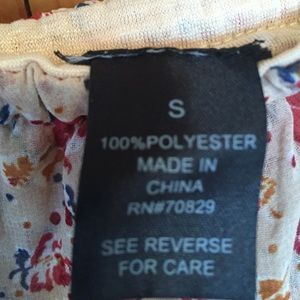 S
100%POLYESTER
MADE IN
CHINA
RN#70829
SEE REVERSE
FOR CARE